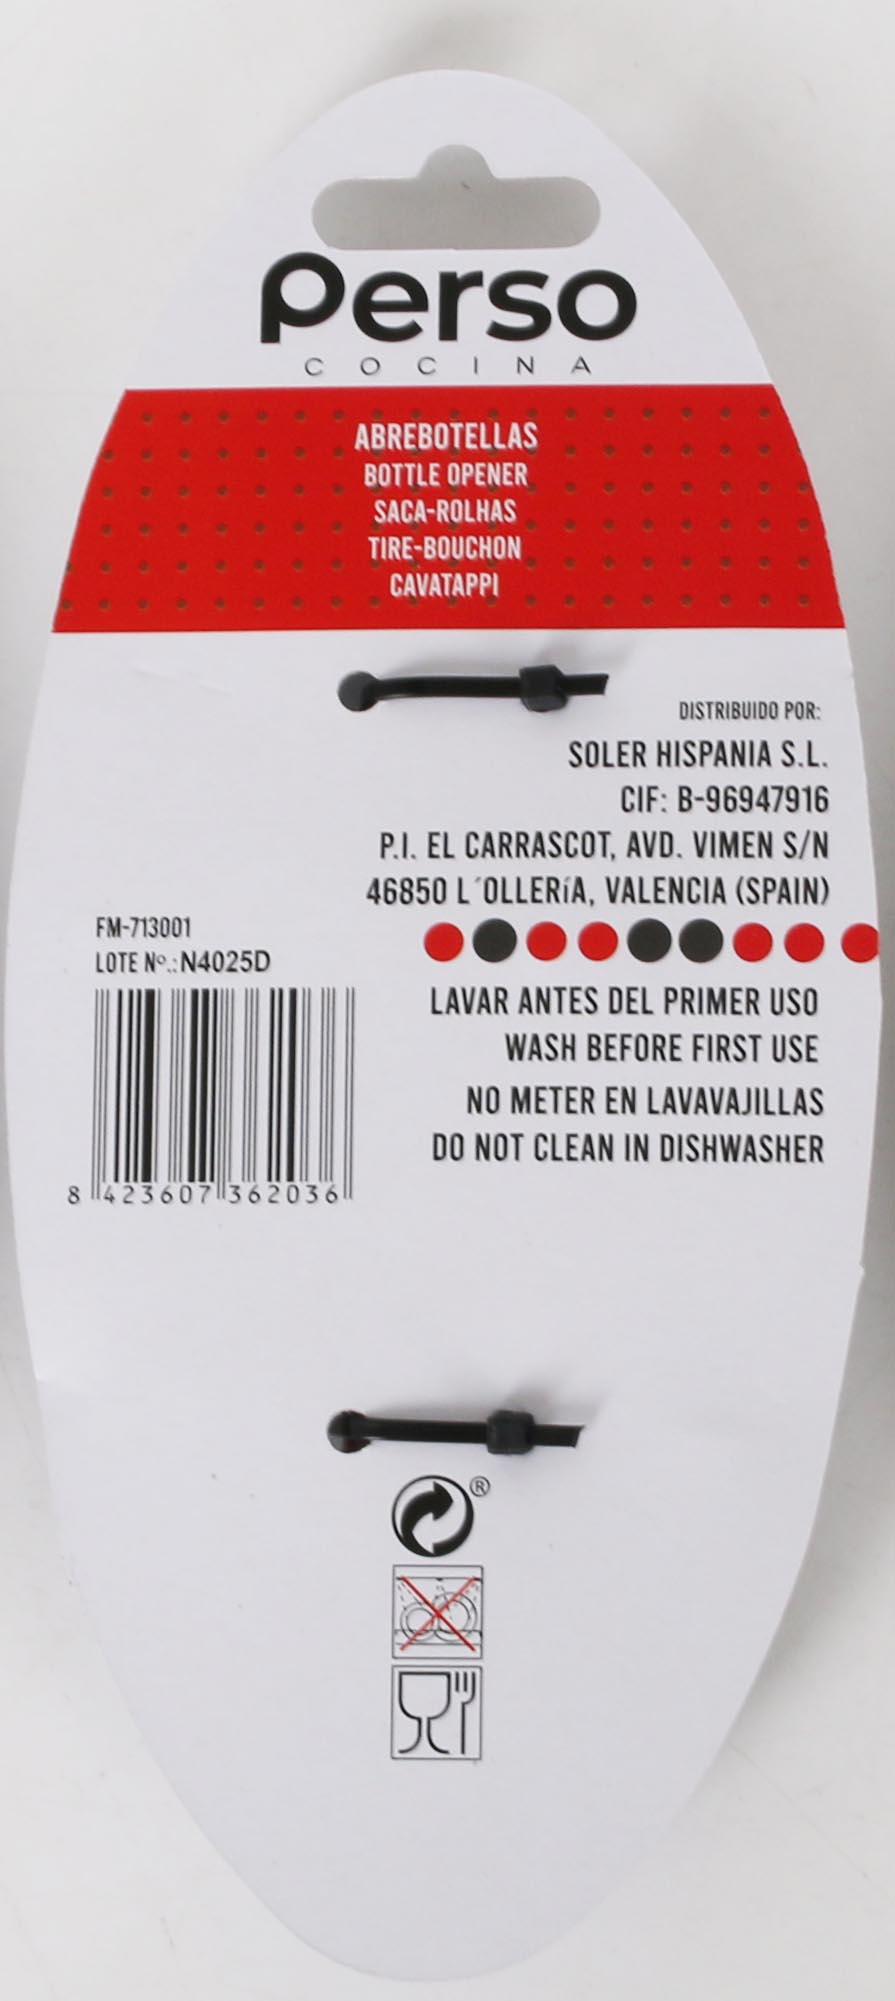 Perso
COCINA
ABREBOTELLAS
BOTTLE OPENER
SACA-ROLHAS
TIRE-BOUCHON
CAVATAPPI
DISTRIBUIDO POR:
SOLER HISPANIA S.L.
CIF: B-96947916
P.I. EL CARRASCOT, AVD. VIMEN S/N
46850 L´OLLERíA, VALENCIA (SPAIN)
FM-713001
LOTE Nº.: N4025D
8 423607 362036
LAVAR ANTES DEL PRIMER USO
WASH BEFORE FIRST USE
NO METER EN LAVAVAJILLAS
DO NOT CLEAN IN DISHWASHER
®